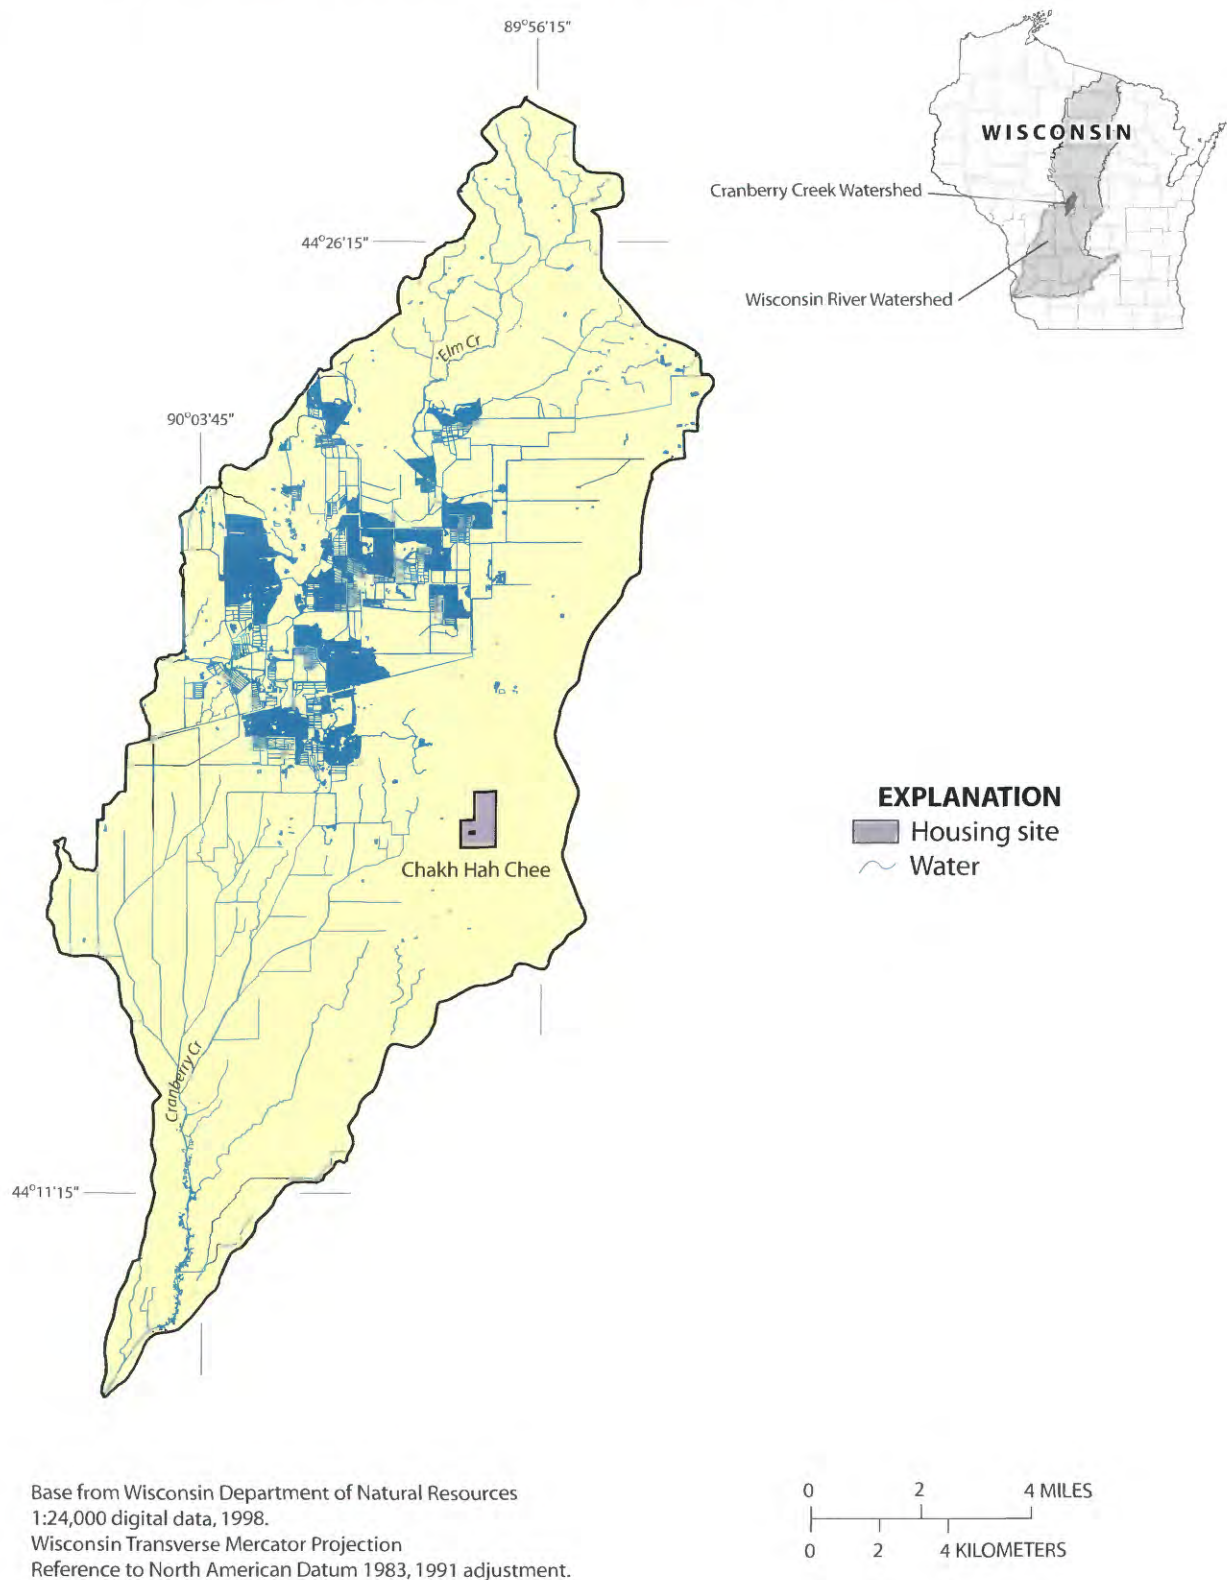 89°56'15"
WISCONSIN
Cranberry Creek Watershed
44°26'15"
Wisconsin River Watershed
Elm Cr
90°03'45"
EXPLANATION
Housing site
Water
Chakh Hah Chee
Cranberry Cr
44°11'15"
Base from Wisconsin Department of Natural Resources
1:24,000 digital data, 1998.
Wisconsin Transverse Mercator Projection
Reference to North American Datum 1983, 1991 adjustment.
0 2 4 MILES
0 2 4 KILOMETERS